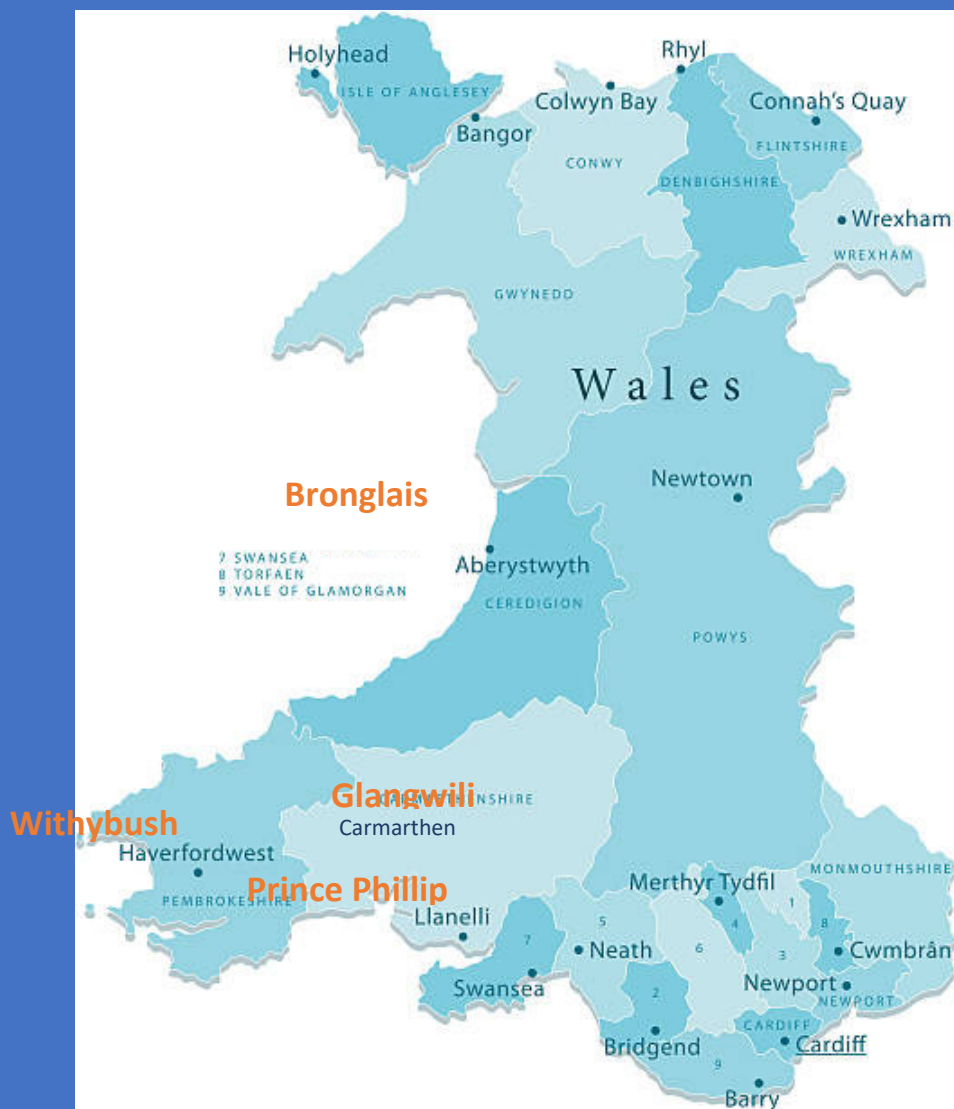 Holyhead
Rhyl
ISLE OF ANGLESEY
Colwyn Bay
Connah's Quay
Bangor
FLINTSHIRE
CONWY
DENBIGHSHIRE
Wrexham
WREXHAM
GWYNEDD
Wales
Newtown
Bronglais
7 SWANSEA
8 TORFAEN
9 VALE OF GLAMORGAN
Aberystwyth
CEREDIGION
POWYS
Glangwili
CARMARTHENSHIRE
Withybush
Carmarthen
Haverfordwest
MONMOUTHSHIRE
Prince Phillip
Merthyr Tydfil
PEMBROKESHIRE
1
Llanelli
5
4
8
7
Neath
6
3
Cwmbrân
Swansea
2
Newport
NEWPORT
CARDIFF
Bridgend
Cardiff
9
Barry